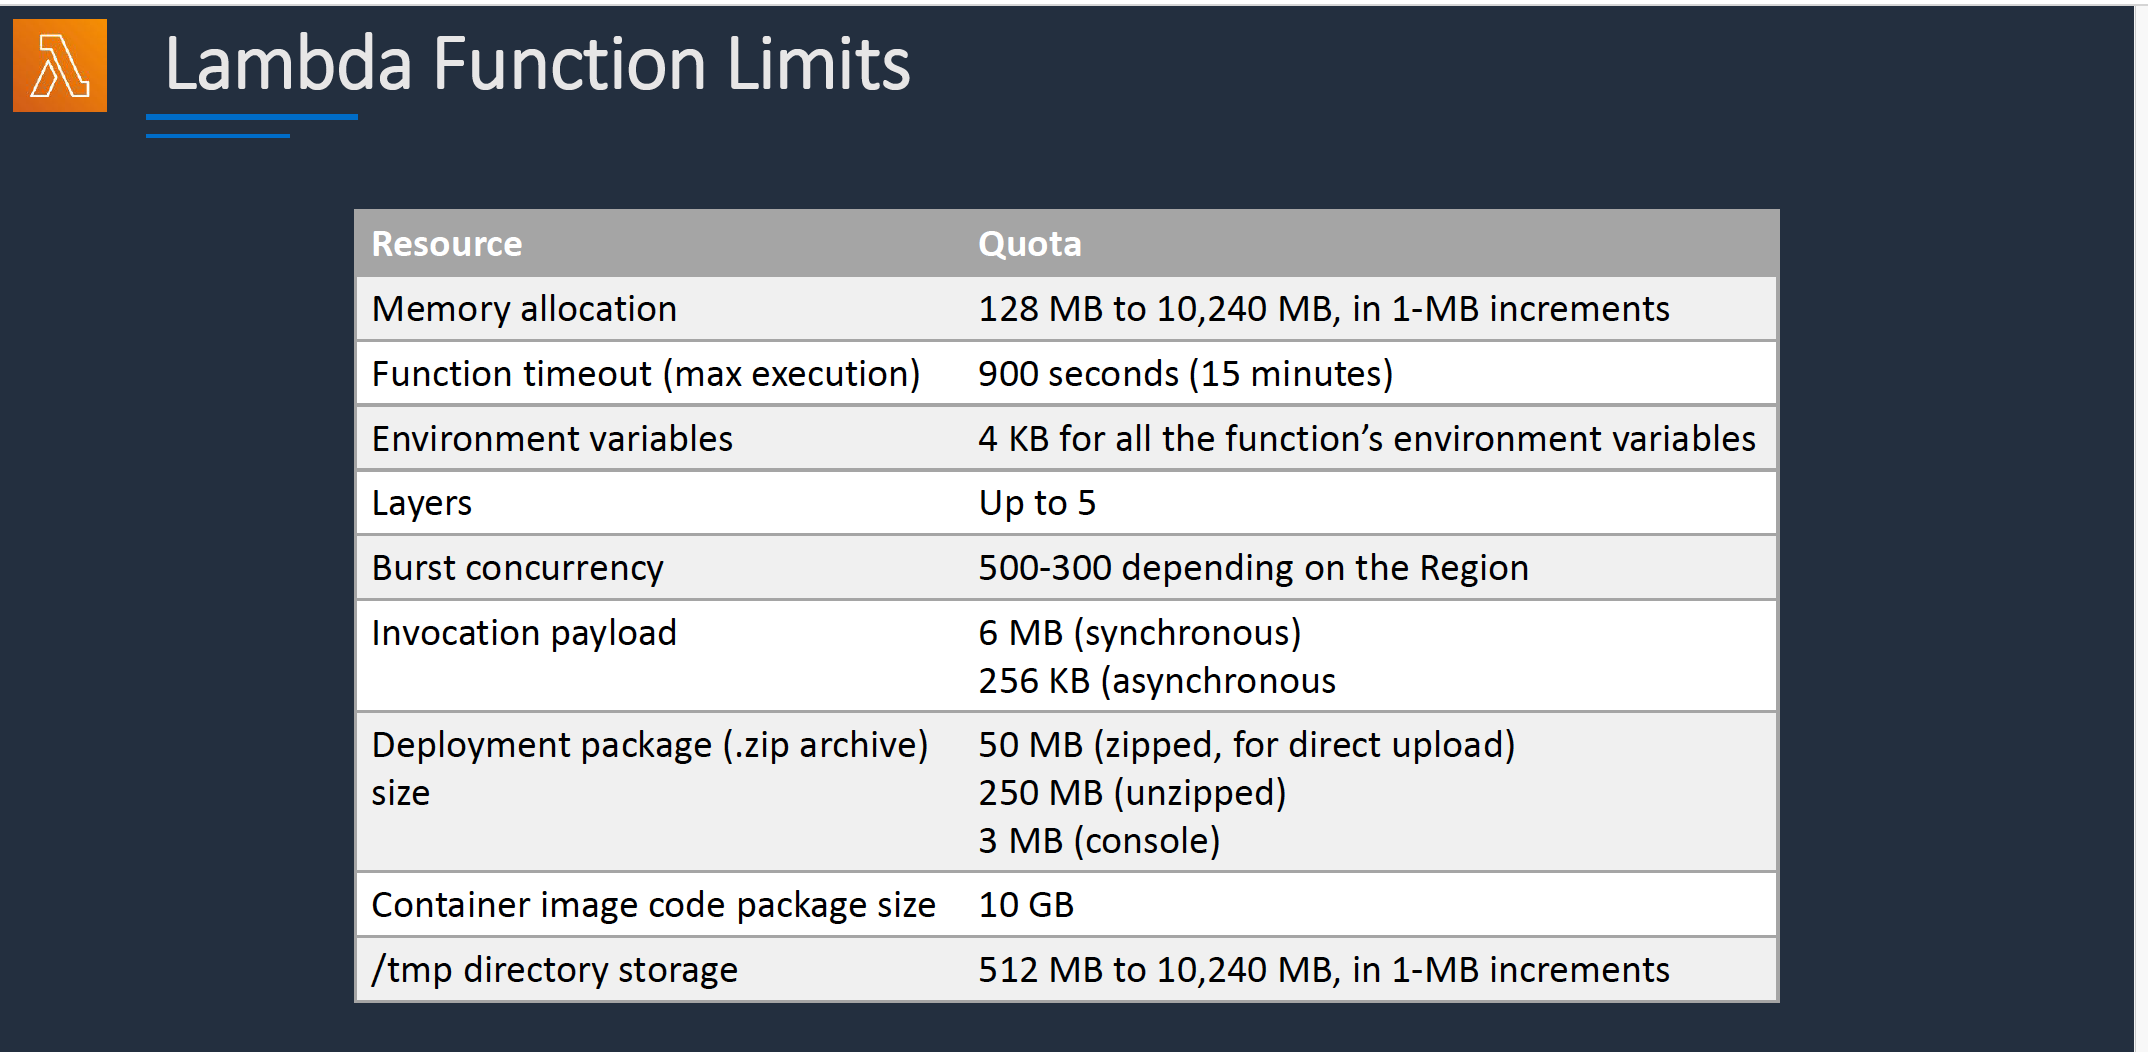 Lambda Function Limits
Resource Quota
Memory allocation 128 MB to 10,240 MB, in 1-MB increments
Function timeout (max execution) 900 seconds (15 minutes)
Environment variables 4 KB for all the function’s environment variables
Layers Up to 5
Burst concurrency 500-300 depending on the Region
Invocation payload 6 MB (synchronous)
256 KB (asynchronous
Deployment package (.zip archive) 50 MB (zipped, for direct upload)
size 250 MB (unzipped)
3 MB (console)
Container image code package size 10 GB
/tmp directory storage 512 MB to 10,240 MB, in 1-MB increments